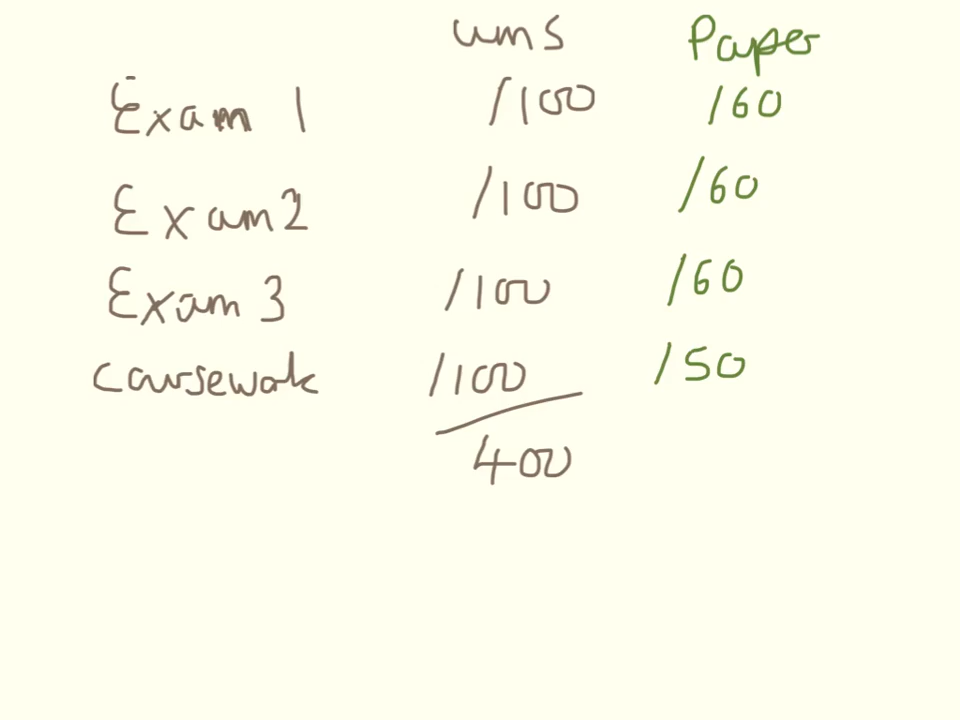 ums Paper
Exam 1 /100 /60
Exam 2 /100 /60
Exam 3 /100 /60
coursework /100 /50
400